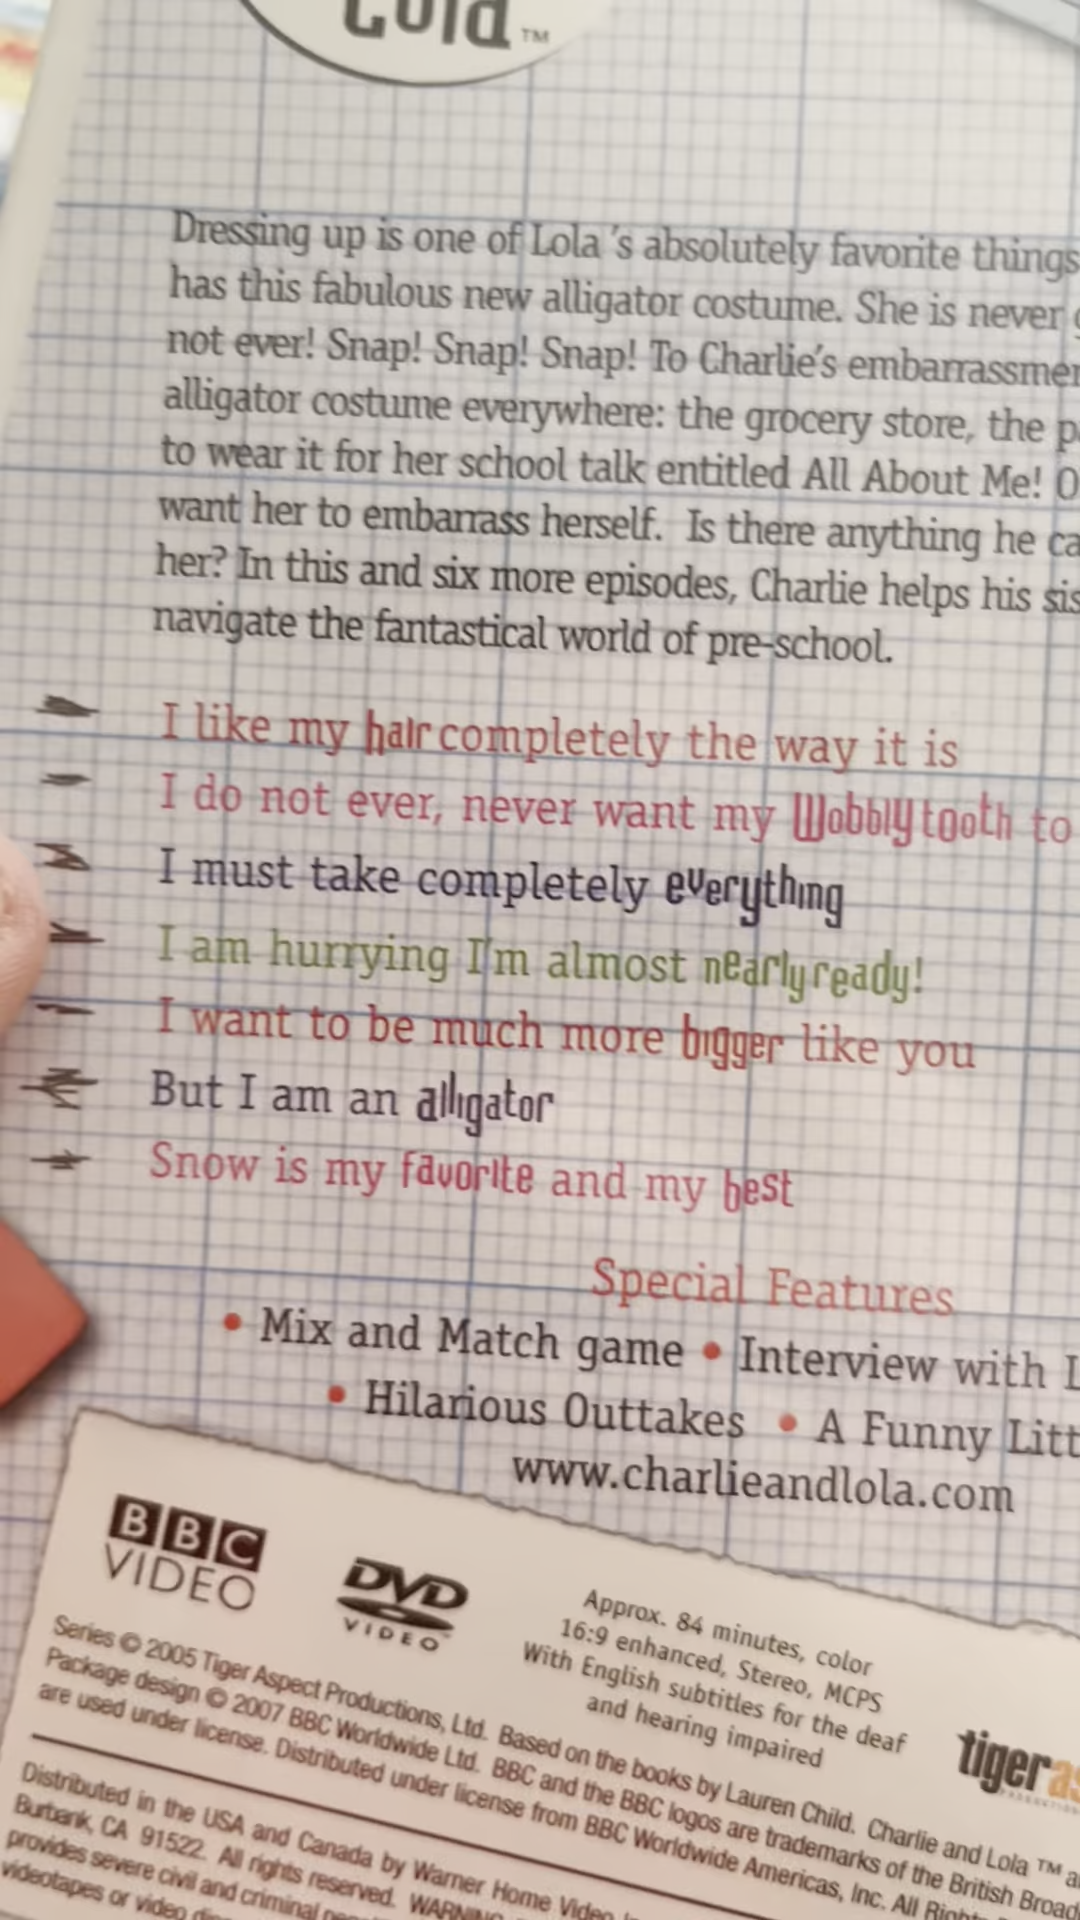 Lola™
Dressing up is one of Lola 's absolutely favorite things
has this fabulous new alligator costume. She is never
not ever! Snap! Snap! Snap! To Charlie's
alligator costume everywhere: the grocery store, the
to wear it for her school talk entitled All About Me!
want her to embarrass herself. Is there anything he
her? In this and six more episodes, Charlie helps his
navigate the fantastical world of pre-school.
I like my hair completely the way it is
I do not ever, never want my Wobbly tooth to
I must take completely everything
I am hurrying I'm almost nearly ready!
I want to be much more bigger like you
But I am an alligator
Snow is my favorite and my best
Special Features
• Mix and Match game • Interview with
• Hilarious Outtakes • A Funny
www.charlieandlola.com
BBC
VIDEO
DVD
VIDEO
Approx. 84 minutes, color
16:9 enhanced, Stereo, MCPS
With English subtitles for the deaf
and hearing impaired
tiger
Series © 2005 Tiger Aspect Productions, Ltd. Based on the books by Lauren Child. Charlie and Lola ™
Package design © 2007 BBC Worldwide Ltd. BBC and the BBC logos are trademarks of the British
are used under license. Distributed under license from BBC Worldwide Americas, Inc. All
Distributed in the USA and Canada by Warner Home Video
Burbank, CA 91522. All rights reserved. WARNING
provides severe civil and criminal
videotapes or video